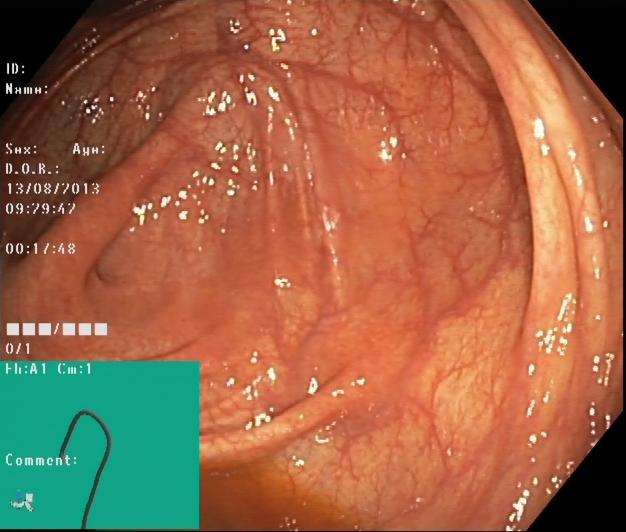 ID:
Name:
Sex: Age:
D.O.B.:
13/08/2013
09:29:42
00:17:48
/
0/1
Eh:A1 Cm:1
Comment: